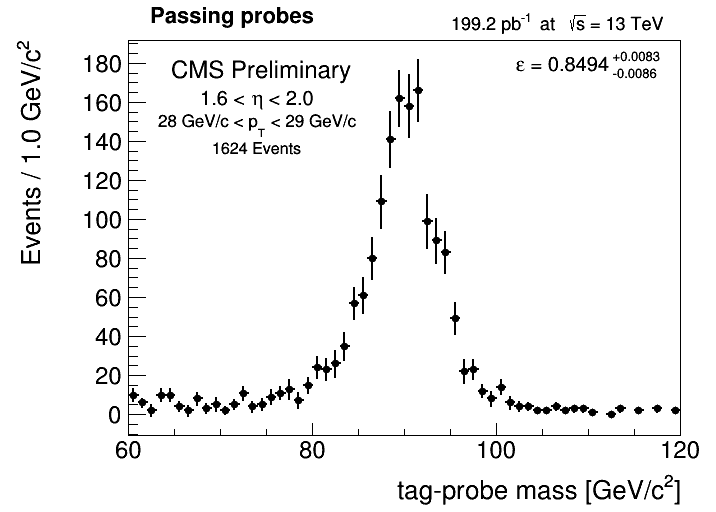 Passing probes
199.2 pb⁻¹ at √s = 13 TeV
CMS Preliminary
1.6 < η < 2.0
28 GeV/c < p_T < 29 GeV/c
1624 Events
ε = 0.8494 +0.0083 -0.0086
Events / 1.0 GeV/c²
180
160
140
120
100
80
60
40
20
0
60 80 100 120
tag-probe mass [GeV/c²]